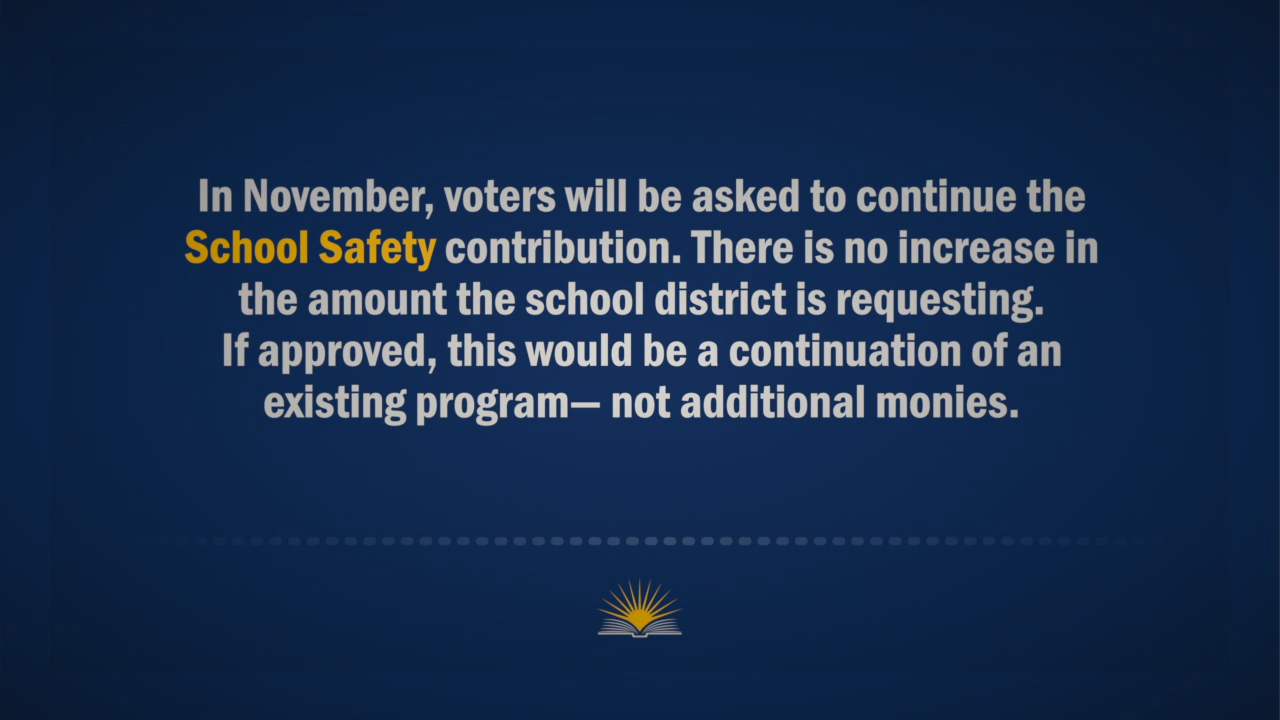 In November, voters will be asked to continue the
School Safety contribution. There is no increase in
the amount the school district is requesting.
If approved, this would be a continuation of an
existing program— not additional monies.